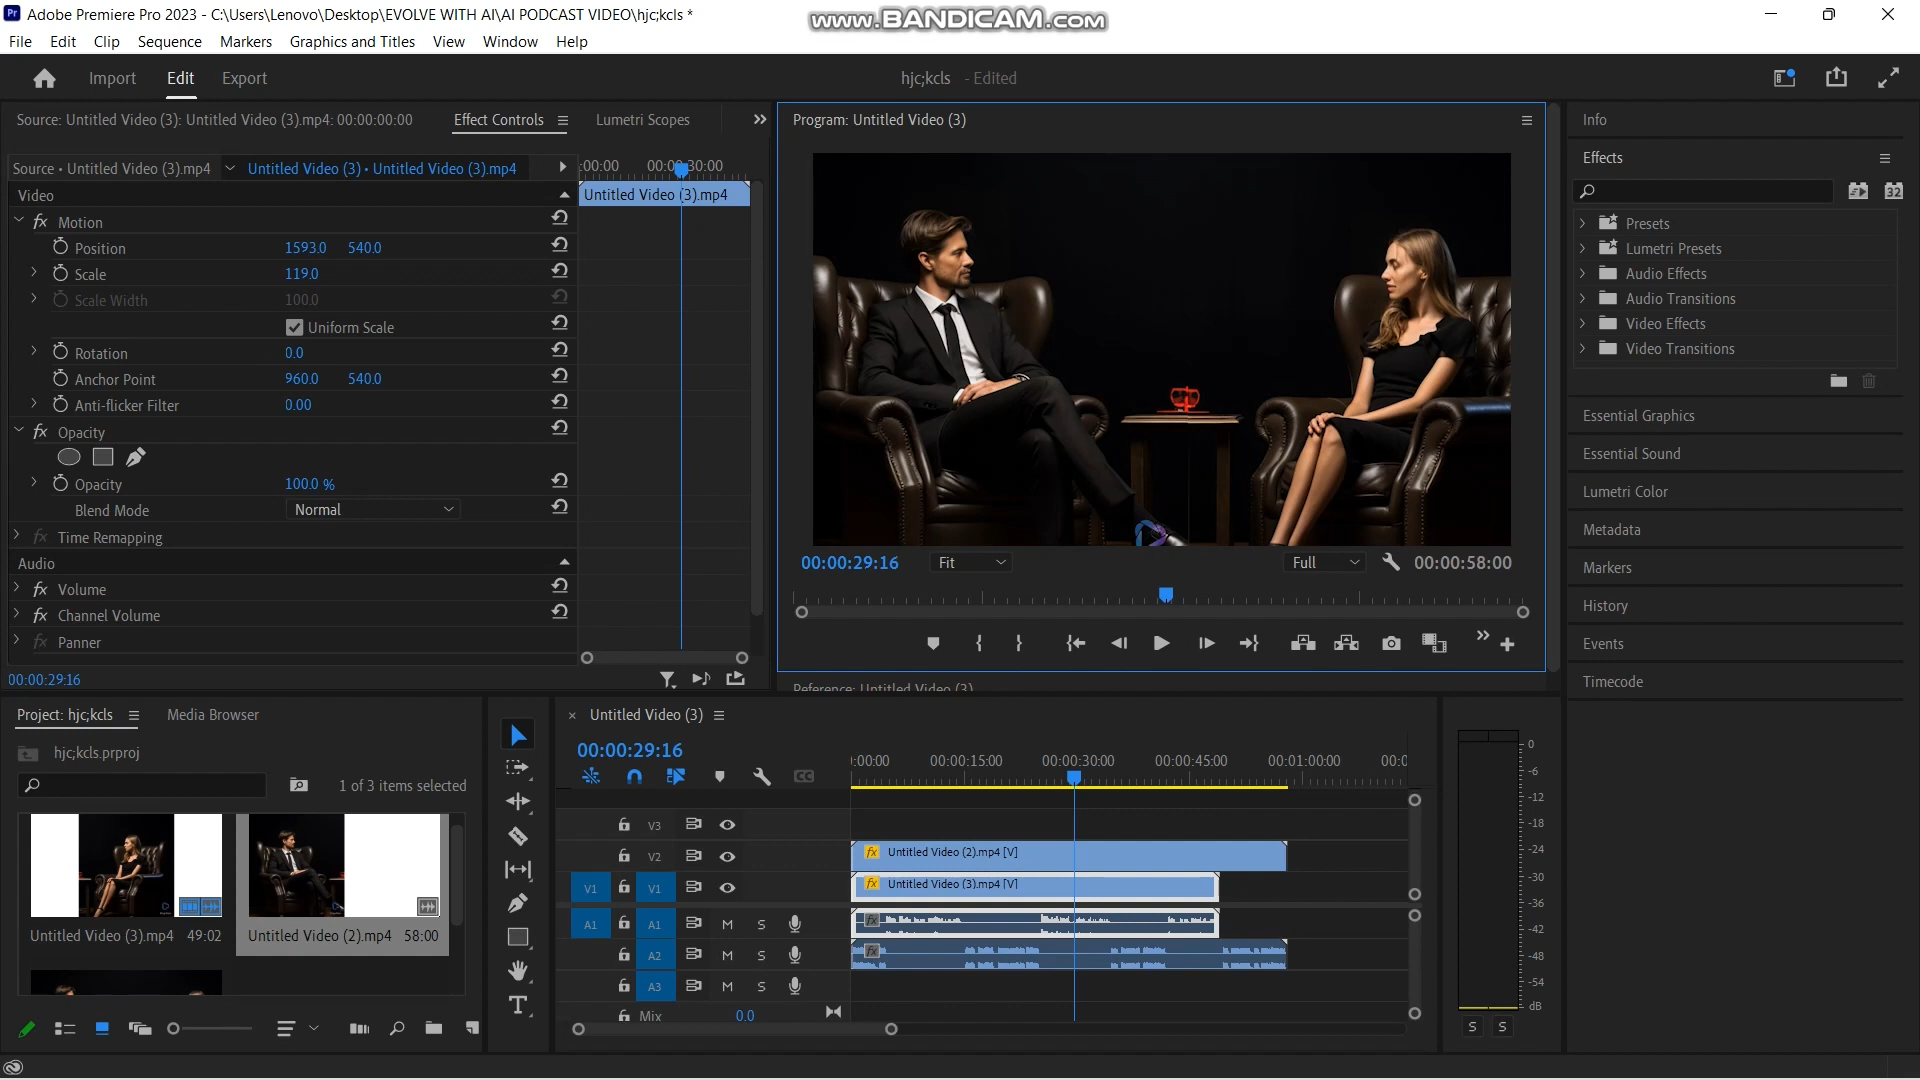 Adobe Premiere Pro 2023 - C:\Users\Lenovo\Desktop\EVOLVE WITH AI\AI PODCAST VIDEO\hjc;kcls *
www.BANDICAM.com
File Edit Clip Sequence Markers Graphics and Titles View Window Help
Import Edit Export
hjc;kcls - Edited
Source: Untitled Video (3): Untitled Video (3).mp4: 00:00:00:00
Effect Controls
Lumetri Scopes
Source • Untitled Video (3).mp4
Untitled Video (3) • Untitled Video (3).mp4
:00:00
Video
Untitled Video (3).mp4
Motion
Position 1593.0 540.0
Scale 119.0
Scale Width 100.0
Uniform Scale
Rotation 0.0
Anchor Point 960.0 540.0
Anti-flicker Filter 0.00
Opacity
Opacity 100.0 %
Blend Mode Normal
Time Remapping
Audio
Volume
Channel Volume
Panner
00:00:29:16
Program: Untitled Video (3)
00:00:29:16
Fit
Full
00:00:58:00
Reference: Untitled Video (3)
Info
Effects
32
Presets
Lumetri Presets
Audio Effects
Audio Transitions
Video Effects
Video Transitions
Essential Graphics
Essential Sound
Lumetri Color
Metadata
Markers
History
Events
Timecode
Project: hjc;kcls
Media Browser
hjc;kcls.prproj
1 of 3 items selected
Untitled Video (3).mp4 49:02
Untitled Video (2).mp4 58:00
Untitled Video (3)
00:00:29:16
:00:00 00:00:15:00 00:00:30:00 00:00:45:00 00:01:00:00 00:0
V3
V2
Untitled Video (2).mp4 [V]
V1 V1
Untitled Video (3).mp4 [V]
A1 A1 M S
A2 M S
A3 M S
Mix 0.0
0
-6
-12
-18
-24
-30
-36
-42
-48
-54
dB
S S